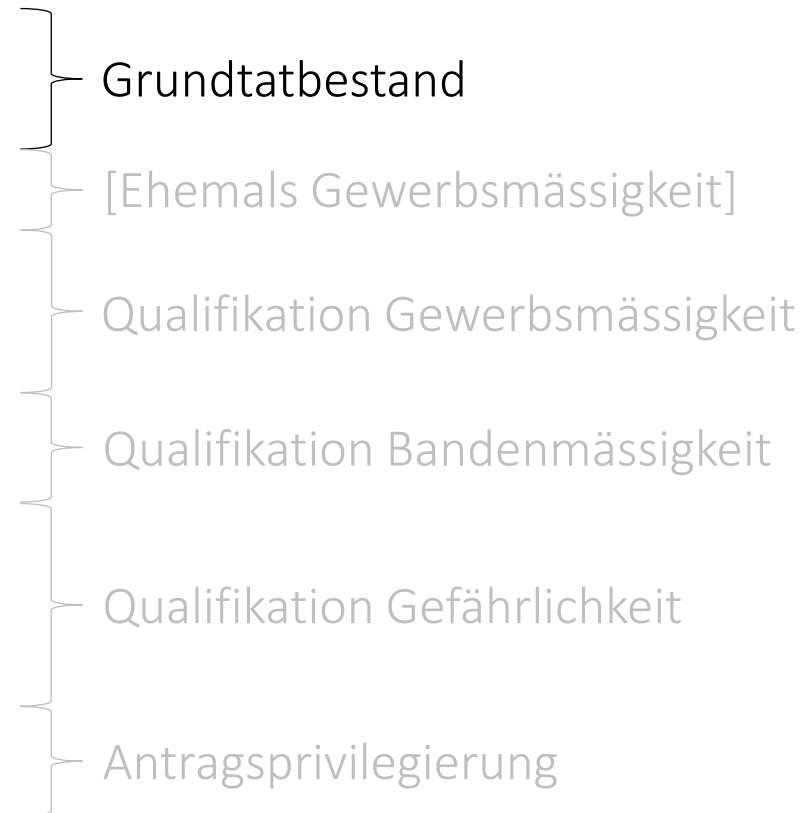 Grundtatbestand
[Ehemals Gewerbsmässigkeit]
Qualifikation Gewerbsmässigkeit
Qualifikation Bandenmässigkeit
Qualifikation Gefährlichkeit
Antragsprivilegierung